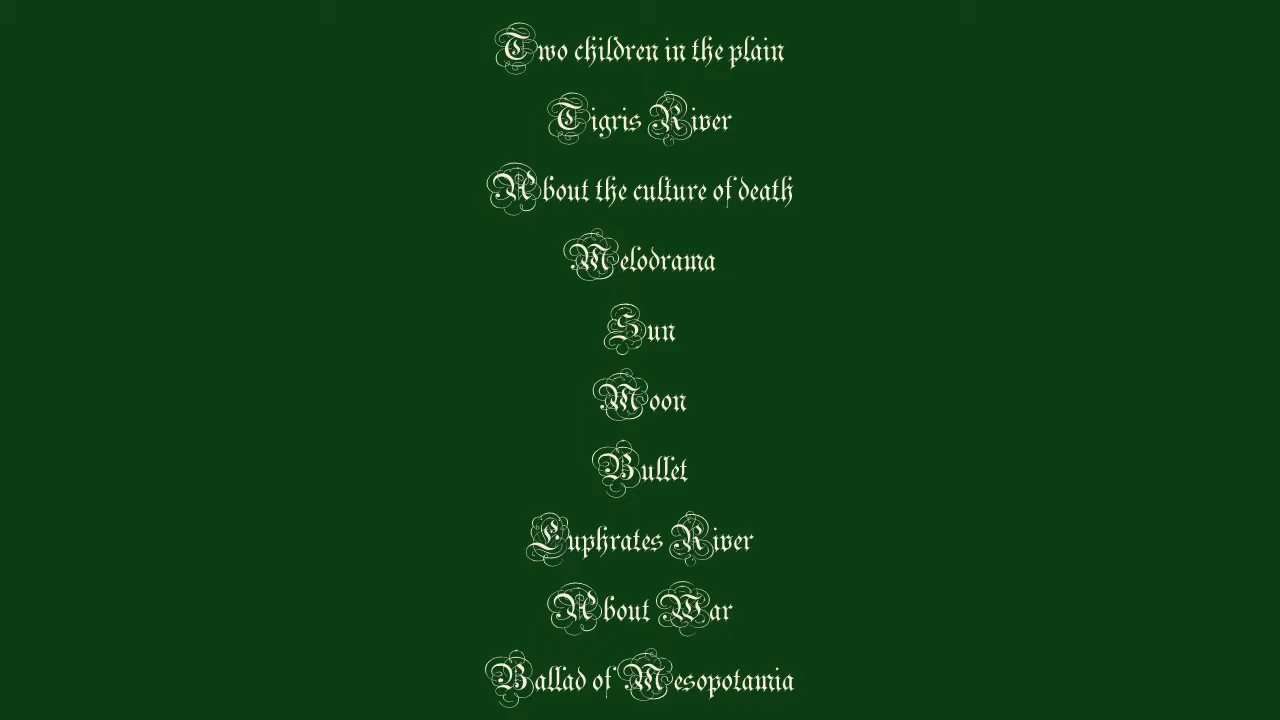 Two children in the plain
Tigris River
About the culture of death
Melodrama
Sun
Moon
Bullet
Euphrates River
About War
Ballad of Mesopotamia